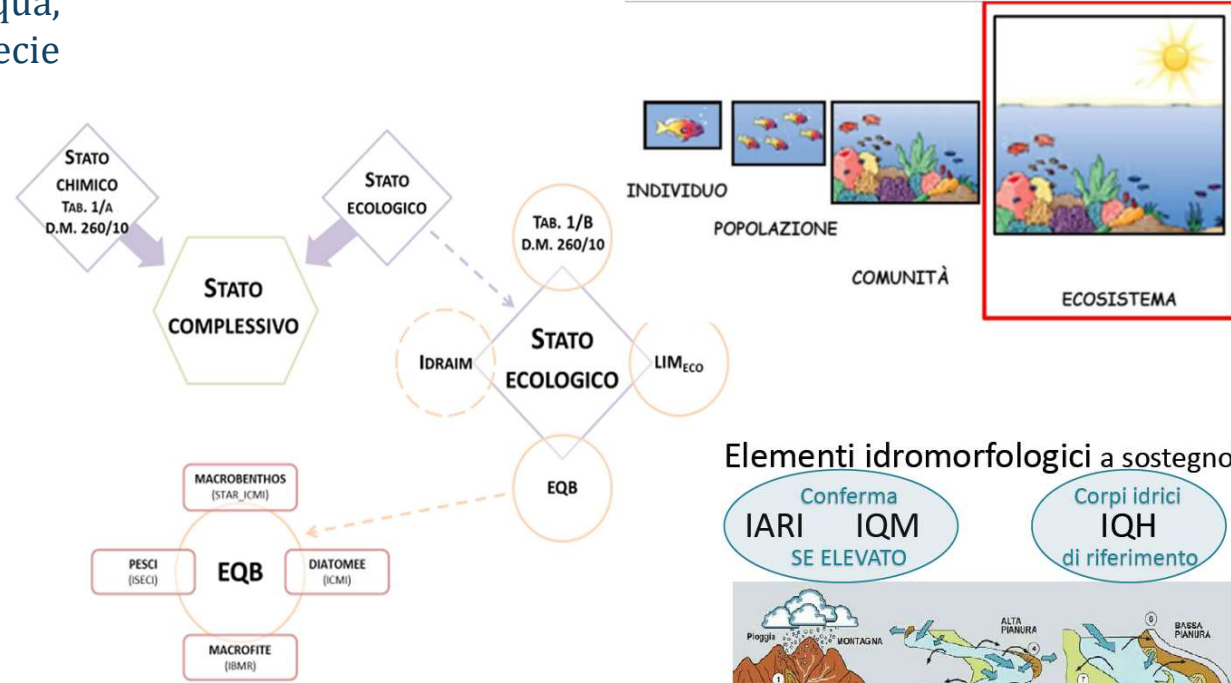 qua,
ecie
STATO
CHIMICO
TAB. 1/A
D.M. 260/10
STATO
ECOLOGICO
STATO
COMPLESSIVO
TAB. 1/B
D.M. 260/10
IDRAIM
STATO
ECOLOGICO
LIMECO
EQB
MACROBENTHOS
(STAR_ICMI)
PESCI
(ISECI)
EQB
DIATOMEE
(ICMI)
MACROFITE
(IBMR)
INDIVIDUO
POPOLAZIONE
COMUNITÀ
ECOSISTEMA
Elementi idromorfologici a sostegno
Conferma
IARI IQM
SE ELEVATO
Corpi idrici
IQH
di riferimento
Pioggia
MONTAGNA
1
ALTA
PIANURA
BASSA
PIANURA